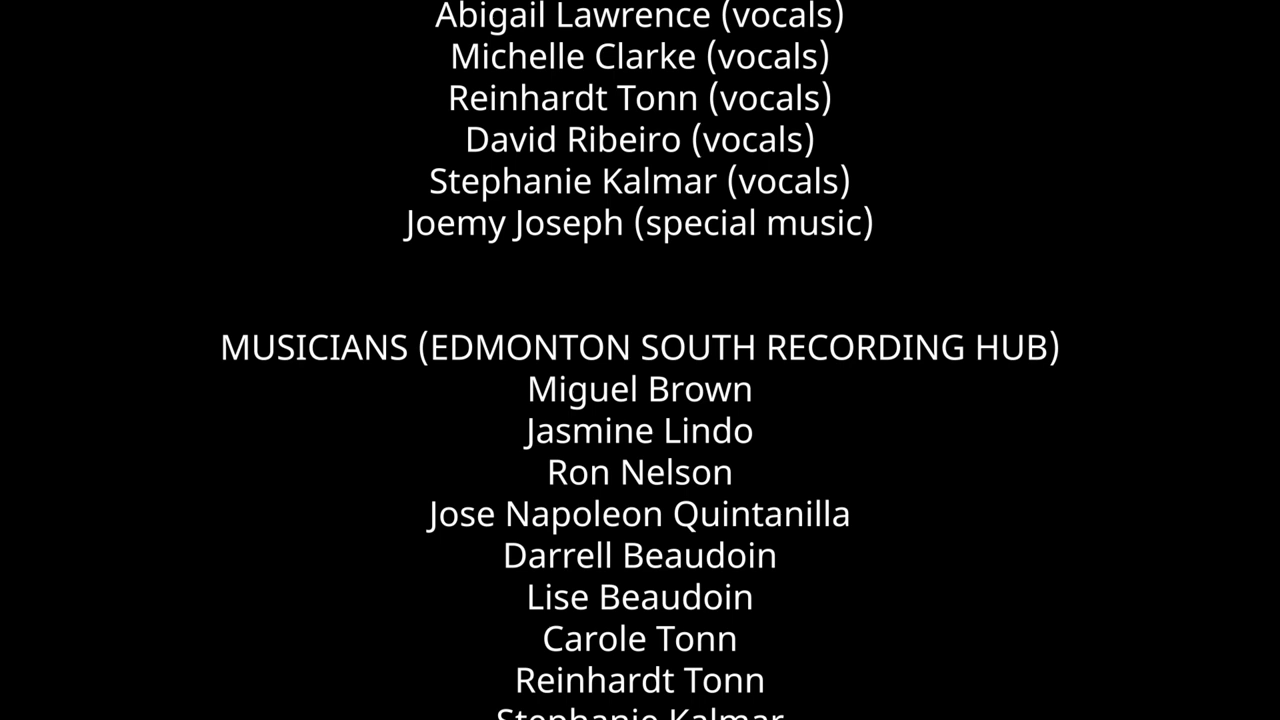 Abigail Lawrence (vocals)
Michelle Clarke (vocals)
Reinhardt Tonn (vocals)
David Ribeiro (vocals)
Stephanie Kalmar (vocals)
Joemy Joseph (special music)
MUSICIANS (EDMONTON SOUTH RECORDING HUB)
Miguel Brown
Jasmine Lindo
Ron Nelson
Jose Napoleon Quintanilla
Darrell Beaudoin
Lise Beaudoin
Carole Tonn
Reinhardt Tonn
Stephanie Kalmar